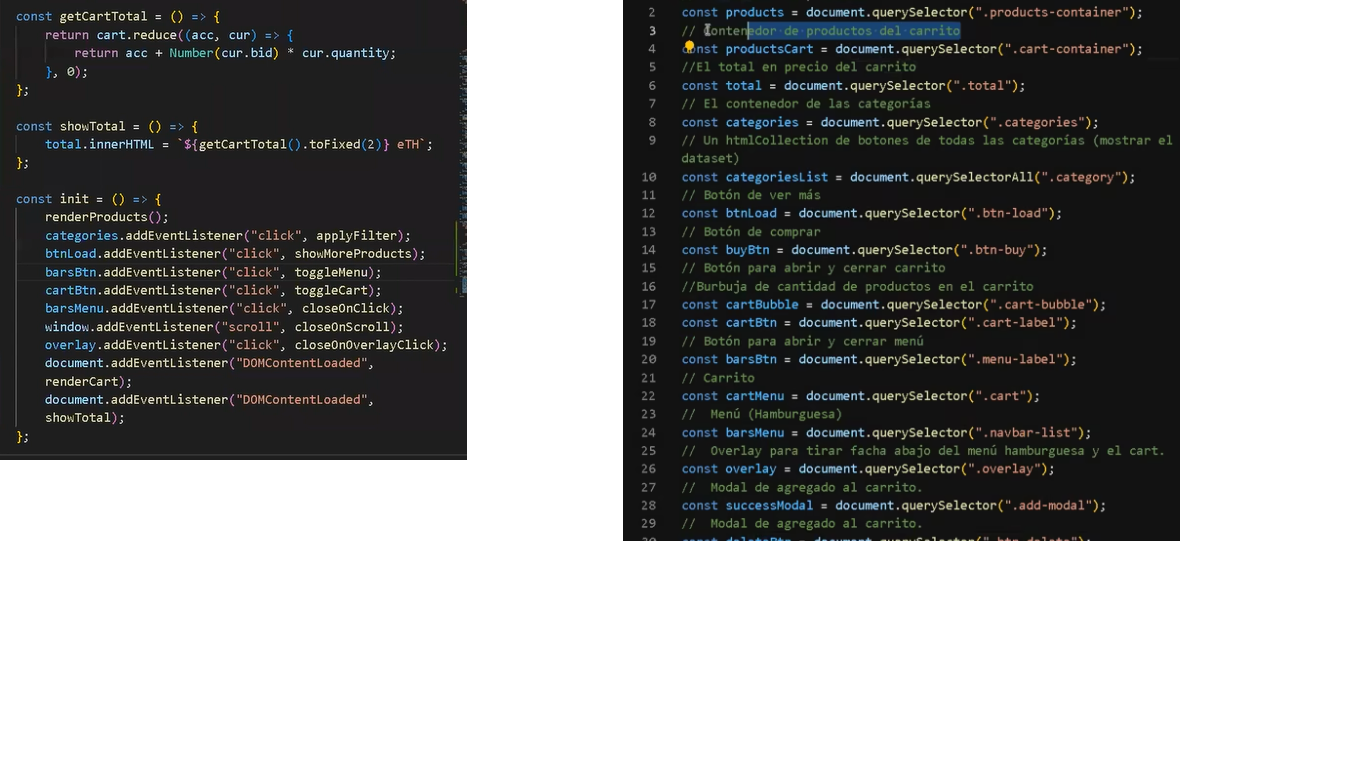 const getCartTotal = () => {
return cart.reduce((acc, cur) => {
return acc + Number(cur.bid) * cur.quantity;
}, 0);
};
const showTotal = () => {
total.innerHTML = `${getCartTotal().toFixed(2)} eTH`;
};
const init = () => {
renderProducts();
categories.addEventListener("click", applyFilter);
btnLoad.addEventListener("click", showMoreProducts);
barsBtn.addEventListener("click", toggleMenu);
cartBtn.addEventListener("click", toggleCart);
barsMenu.addEventListener("click", closeOnClick);
window.addEventListener("scroll", closeOnScroll);
overlay.addEventListener("click", closeOnOverlayClick);
document.addEventListener("DOMContentLoaded",
renderCart);
document.addEventListener("DOMContentLoaded",
showTotal);
};
2 const products = document.querySelector(".products-container");
3 // Contenedor de productos del carrito
4 const productsCart = document.querySelector(".cart-container");
5 //El total en precio del carrito
6 const total = document.querySelector(".total");
7 // El contenedor de las categorías
8 const categories = document.querySelector(".categories");
9 // Un htmlCollection de botones de todas las categorías (mostrar el
dataset)
10 const categoriesList = document.querySelectorAll(".category");
11 // Botón de ver más
12 const btnLoad = document.querySelector(".btn-load");
13 // Botón de comprar
14 const buyBtn = document.querySelector(".btn-buy");
15 // Botón para abrir y cerrar carrito
16 //Burbuja de cantidad de productos en el carrito
17 const cartBubble = document.querySelector(".cart-bubble");
18 const cartBtn = document.querySelector(".cart-label");
19 // Botón para abrir y cerrar menú
20 const barsBtn = document.querySelector(".menu-label");
21 // Carrito
22 const cartMenu = document.querySelector(".cart");
23 //  Menú (Hamburguesa)
24 const barsMenu = document.querySelector(".navbar-list");
25 //  Overlay para tirar facha abajo del menú hamburguesa y el cart.
26 const overlay = document.querySelector(".overlay");
27 //  Modal de agregado al carrito.
28 const successModal = document.querySelector(".add-modal");
29 //  Modal de agregado al carrito.
const deleteBtn = document.querySelector(".btn-delete");